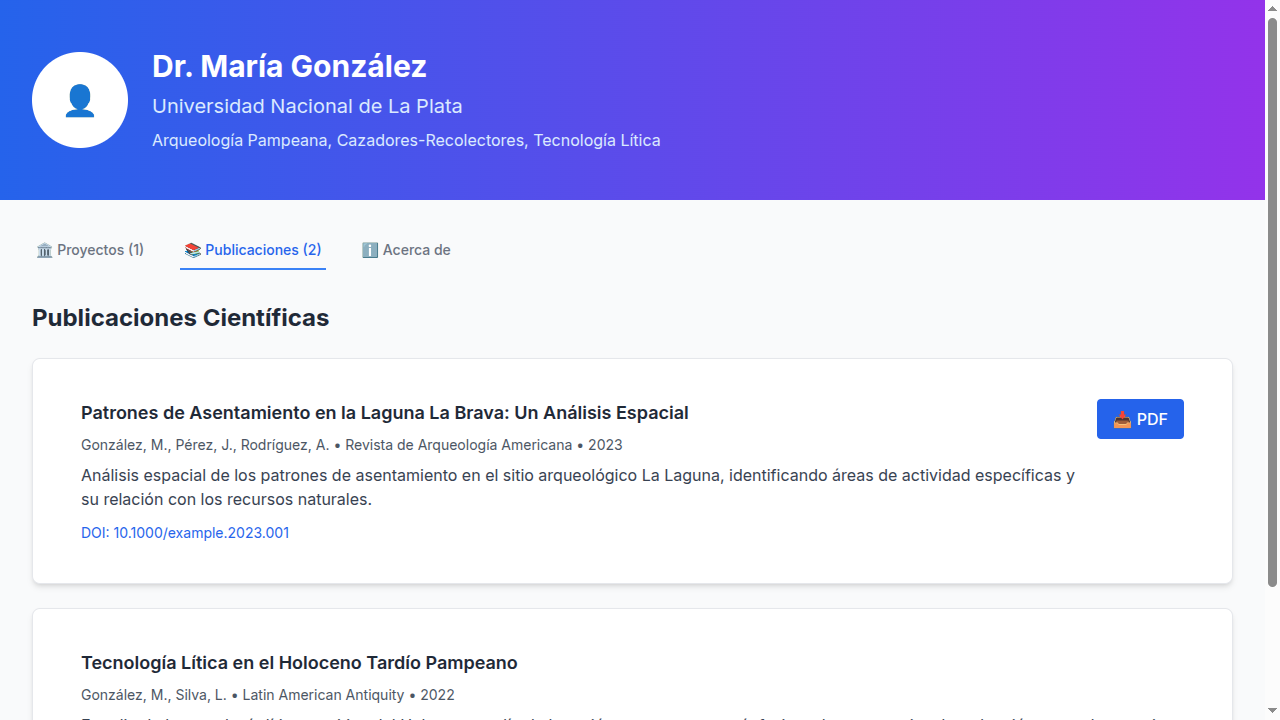 Dr. María González
Universidad Nacional de La Plata
Arqueología Pampeana, Cazadores-Recolectores, Tecnología Lítica
🏛️ Proyectos (1)
📚 Publicaciones (2)
ℹ️ Acerca de
Publicaciones Científicas
Patrones de Asentamiento en la Laguna La Brava: Un Análisis Espacial
📥 PDF
González, M., Pérez, J., Rodríguez, A. • Revista de Arqueología Americana • 2023
Análisis espacial de los patrones de asentamiento en el sitio arqueológico La Laguna, identificando áreas de actividad específicas y
su relación con los recursos naturales.
DOI: 10.1000/example.2023.001
Tecnología Lítica en el Holoceno Tardío Pampeano
González, M., Silva, L. • Latin American Antiquity • 2022